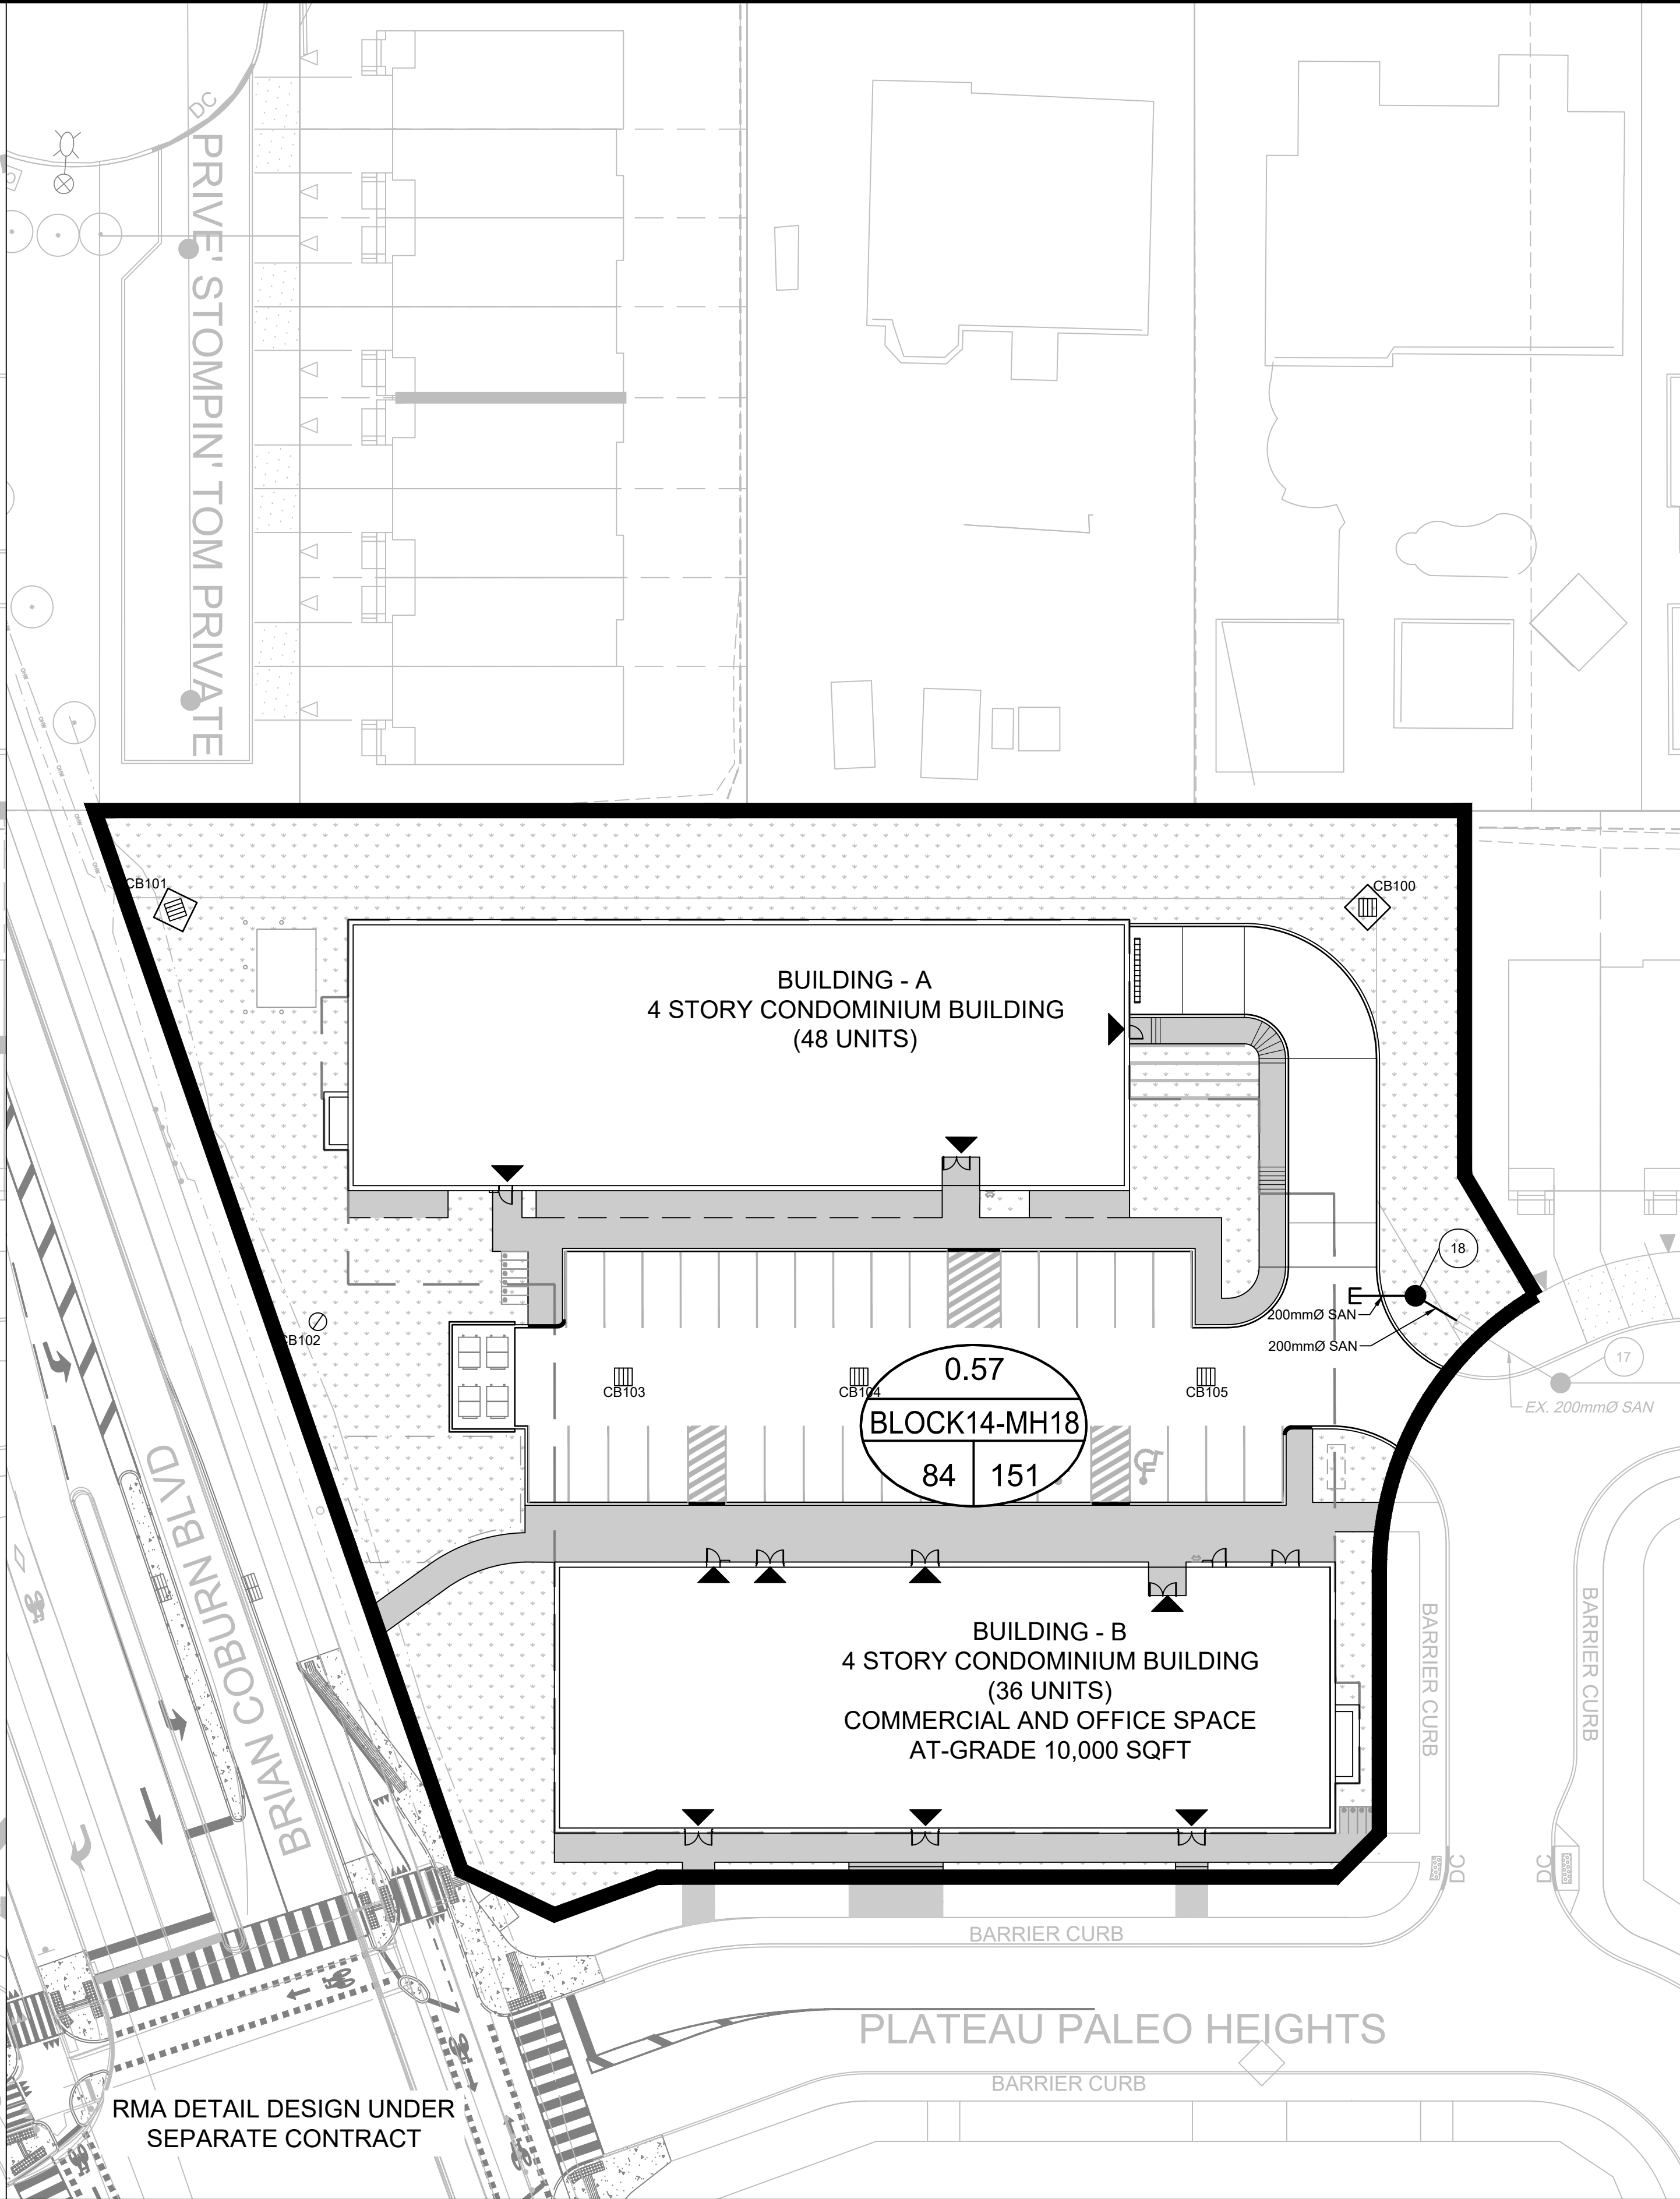 DC
PRIVE' STOMPIN' TOM PRIVATE
CB101
CB100
BUILDING - A
4 STORY CONDOMINIUM BUILDING
(48 UNITS)
18
200mmØ SAN
200mmØ SAN
17
EX. 200mmØ SAN
CB102
CB103
CB104
CB105
0.57
BLOCK14-MH18
84 151
BRIAN COBURN BLVD
BUILDING - B
4 STORY CONDOMINIUM BUILDING
(36 UNITS)
COMMERCIAL AND OFFICE SPACE
AT-GRADE 10,000 SQFT
BARRIER CURB
BARRIER CURB
DC
DC
BARRIER CURB
PLATEAU PALEO HEIGHTS
BARRIER CURB
RMA DETAIL DESIGN UNDER
SEPARATE CONTRACT